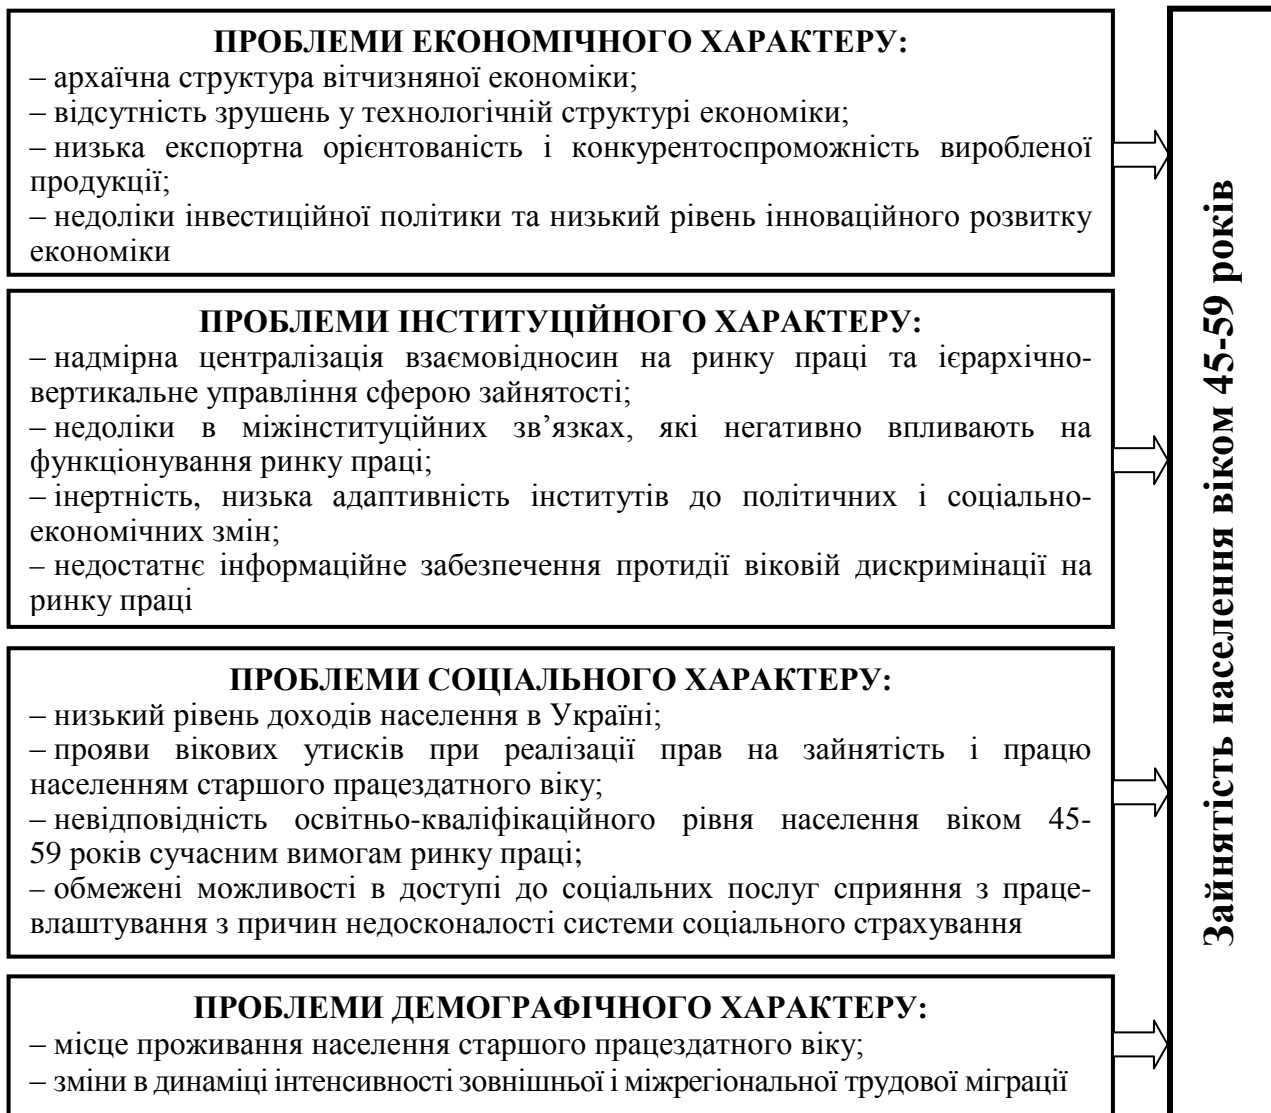 ПРОБЛЕМИ ЕКОНОМІЧНОГО ХАРАКТЕРУ:
– архаїчна структура вітчизняної економіки;
– відсутність зрушень у технологічній структурі економіки;
– низька експортна орієнтованість і конкурентоспроможність виробленої
продукції;
– недоліки інвестиційної політики та низький рівень інноваційного розвитку
економіки
ПРОБЛЕМИ ІНСТИТУЦІЙНОГО ХАРАКТЕРУ:
– надмірна централізація взаємовідносин на ринку праці та ієрархічно-
вертикальне управління сферою зайнятості;
– недоліки в міжінституційних зв’язках, які негативно впливають на
функціонування ринку праці;
– інертність, низька адаптивність інститутів до політичних і соціально-
економічних змін;
– недостатнє інформаційне забезпечення протидії віковій дискримінації на
ринку праці
ПРОБЛЕМИ СОЦІАЛЬНОГО ХАРАКТЕРУ:
– низький рівень доходів населення в Україні;
– прояви вікових утисків при реалізації прав на зайнятість і працю
населенням старшого працездатного віку;
– невідповідність освітньо-кваліфікаційного рівня населення віком 45-
59 років сучасним вимогам ринку праці;
– обмежені можливості в доступі до соціальних послуг сприяння з праце-
влаштування з причин недосконалості системи соціального страхування
ПРОБЛЕМИ ДЕМОГРАФІЧНОГО ХАРАКТЕРУ:
– місце проживання населення старшого працездатного віку;
– зміни в динаміці інтенсивності зовнішньої і міжрегіональної трудової міграції
Зайнятість населення віком 45-59 років